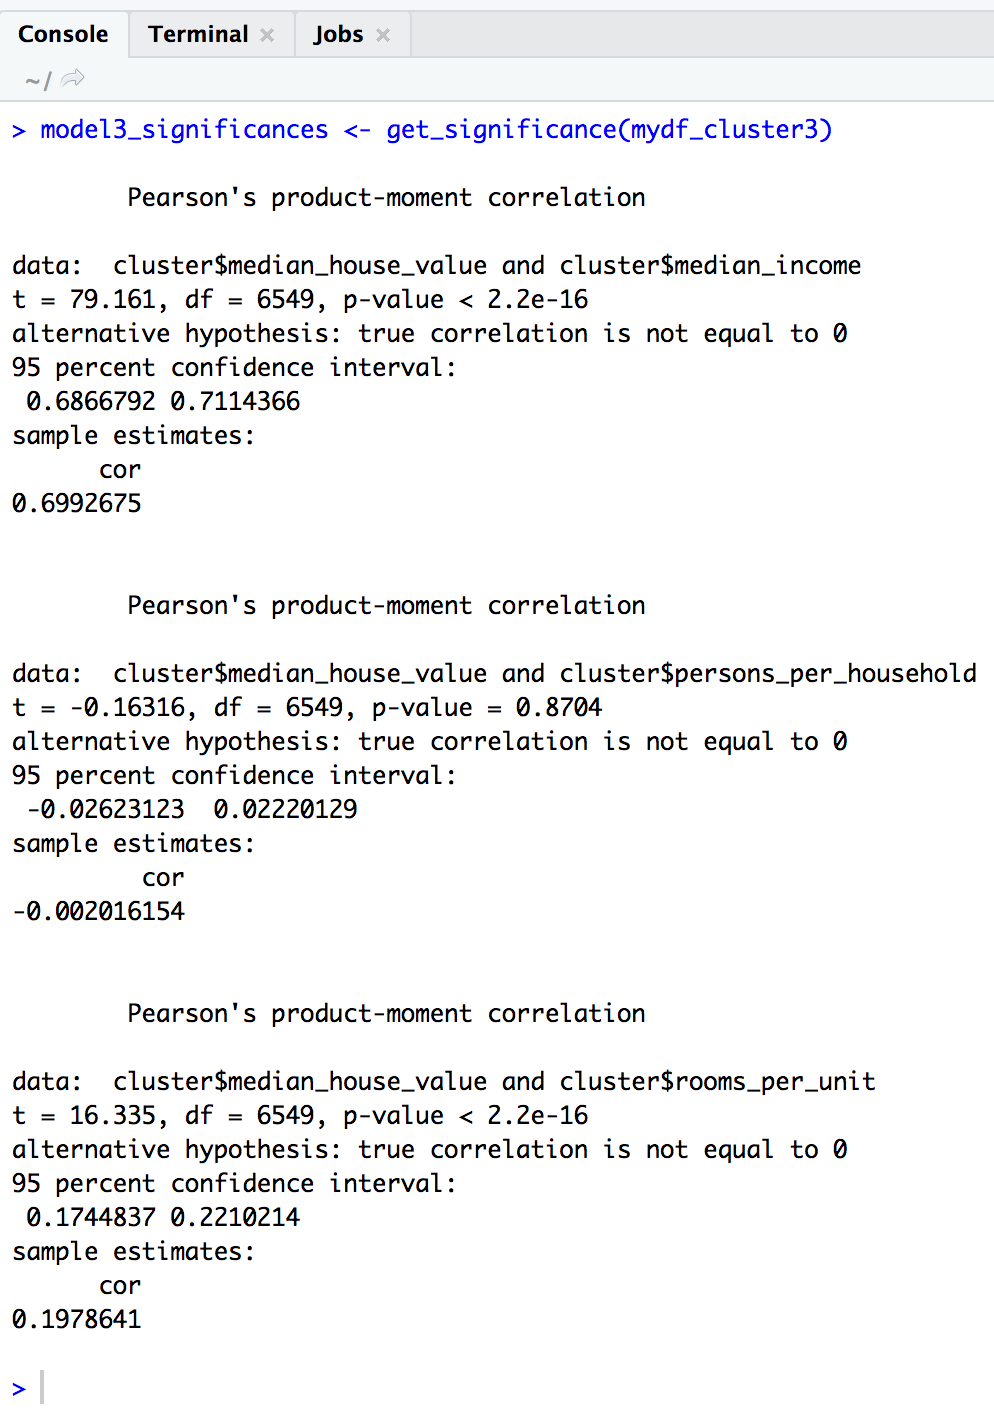 Console Terminal × Jobs ×
~/
> model3_significances <- get_significance(mydf_cluster3)
Pearson's product-moment correlation
data:  cluster$median_house_value and cluster$median_income
t = 79.161, df = 6549, p-value < 2.2e-16
alternative hypothesis: true correlation is not equal to 0
95 percent confidence interval:
 0.6866792 0.7114366
sample estimates:
      cor
0.6992675
Pearson's product-moment correlation
data:  cluster$median_house_value and cluster$persons_per_household
t = -0.16316, df = 6549, p-value = 0.8704
alternative hypothesis: true correlation is not equal to 0
95 percent confidence interval:
 -0.02623123  0.02220129
sample estimates:
         cor
-0.002016154
Pearson's product-moment correlation
data:  cluster$median_house_value and cluster$rooms_per_unit
t = 16.335, df = 6549, p-value < 2.2e-16
alternative hypothesis: true correlation is not equal to 0
95 percent confidence interval:
 0.1744837 0.2210214
sample estimates:
      cor
0.1978641
>